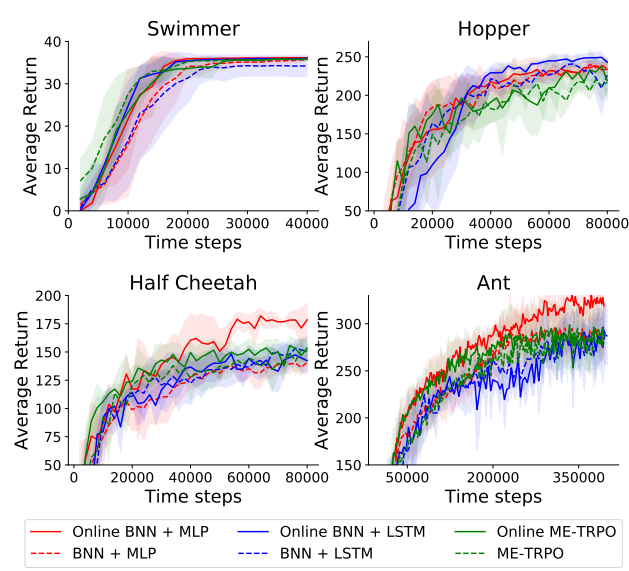 Swimmer
Hopper
40
30
20
10
0
Average Return
0 10000 20000 30000 40000
Time steps
250
200
150
100
50
Average Return
0 20000 40000 60000 80000
Time steps
Half Cheetah
Ant
200
175
150
125
100
75
50
Average Return
0 20000 40000 60000 80000
Time steps
300
250
200
150
Average Return
50000 200000 350000
Time steps
Online BNN + MLP Online BNN + LSTM Online ME-TRPO
BNN + MLP BNN + LSTM ME-TRPO